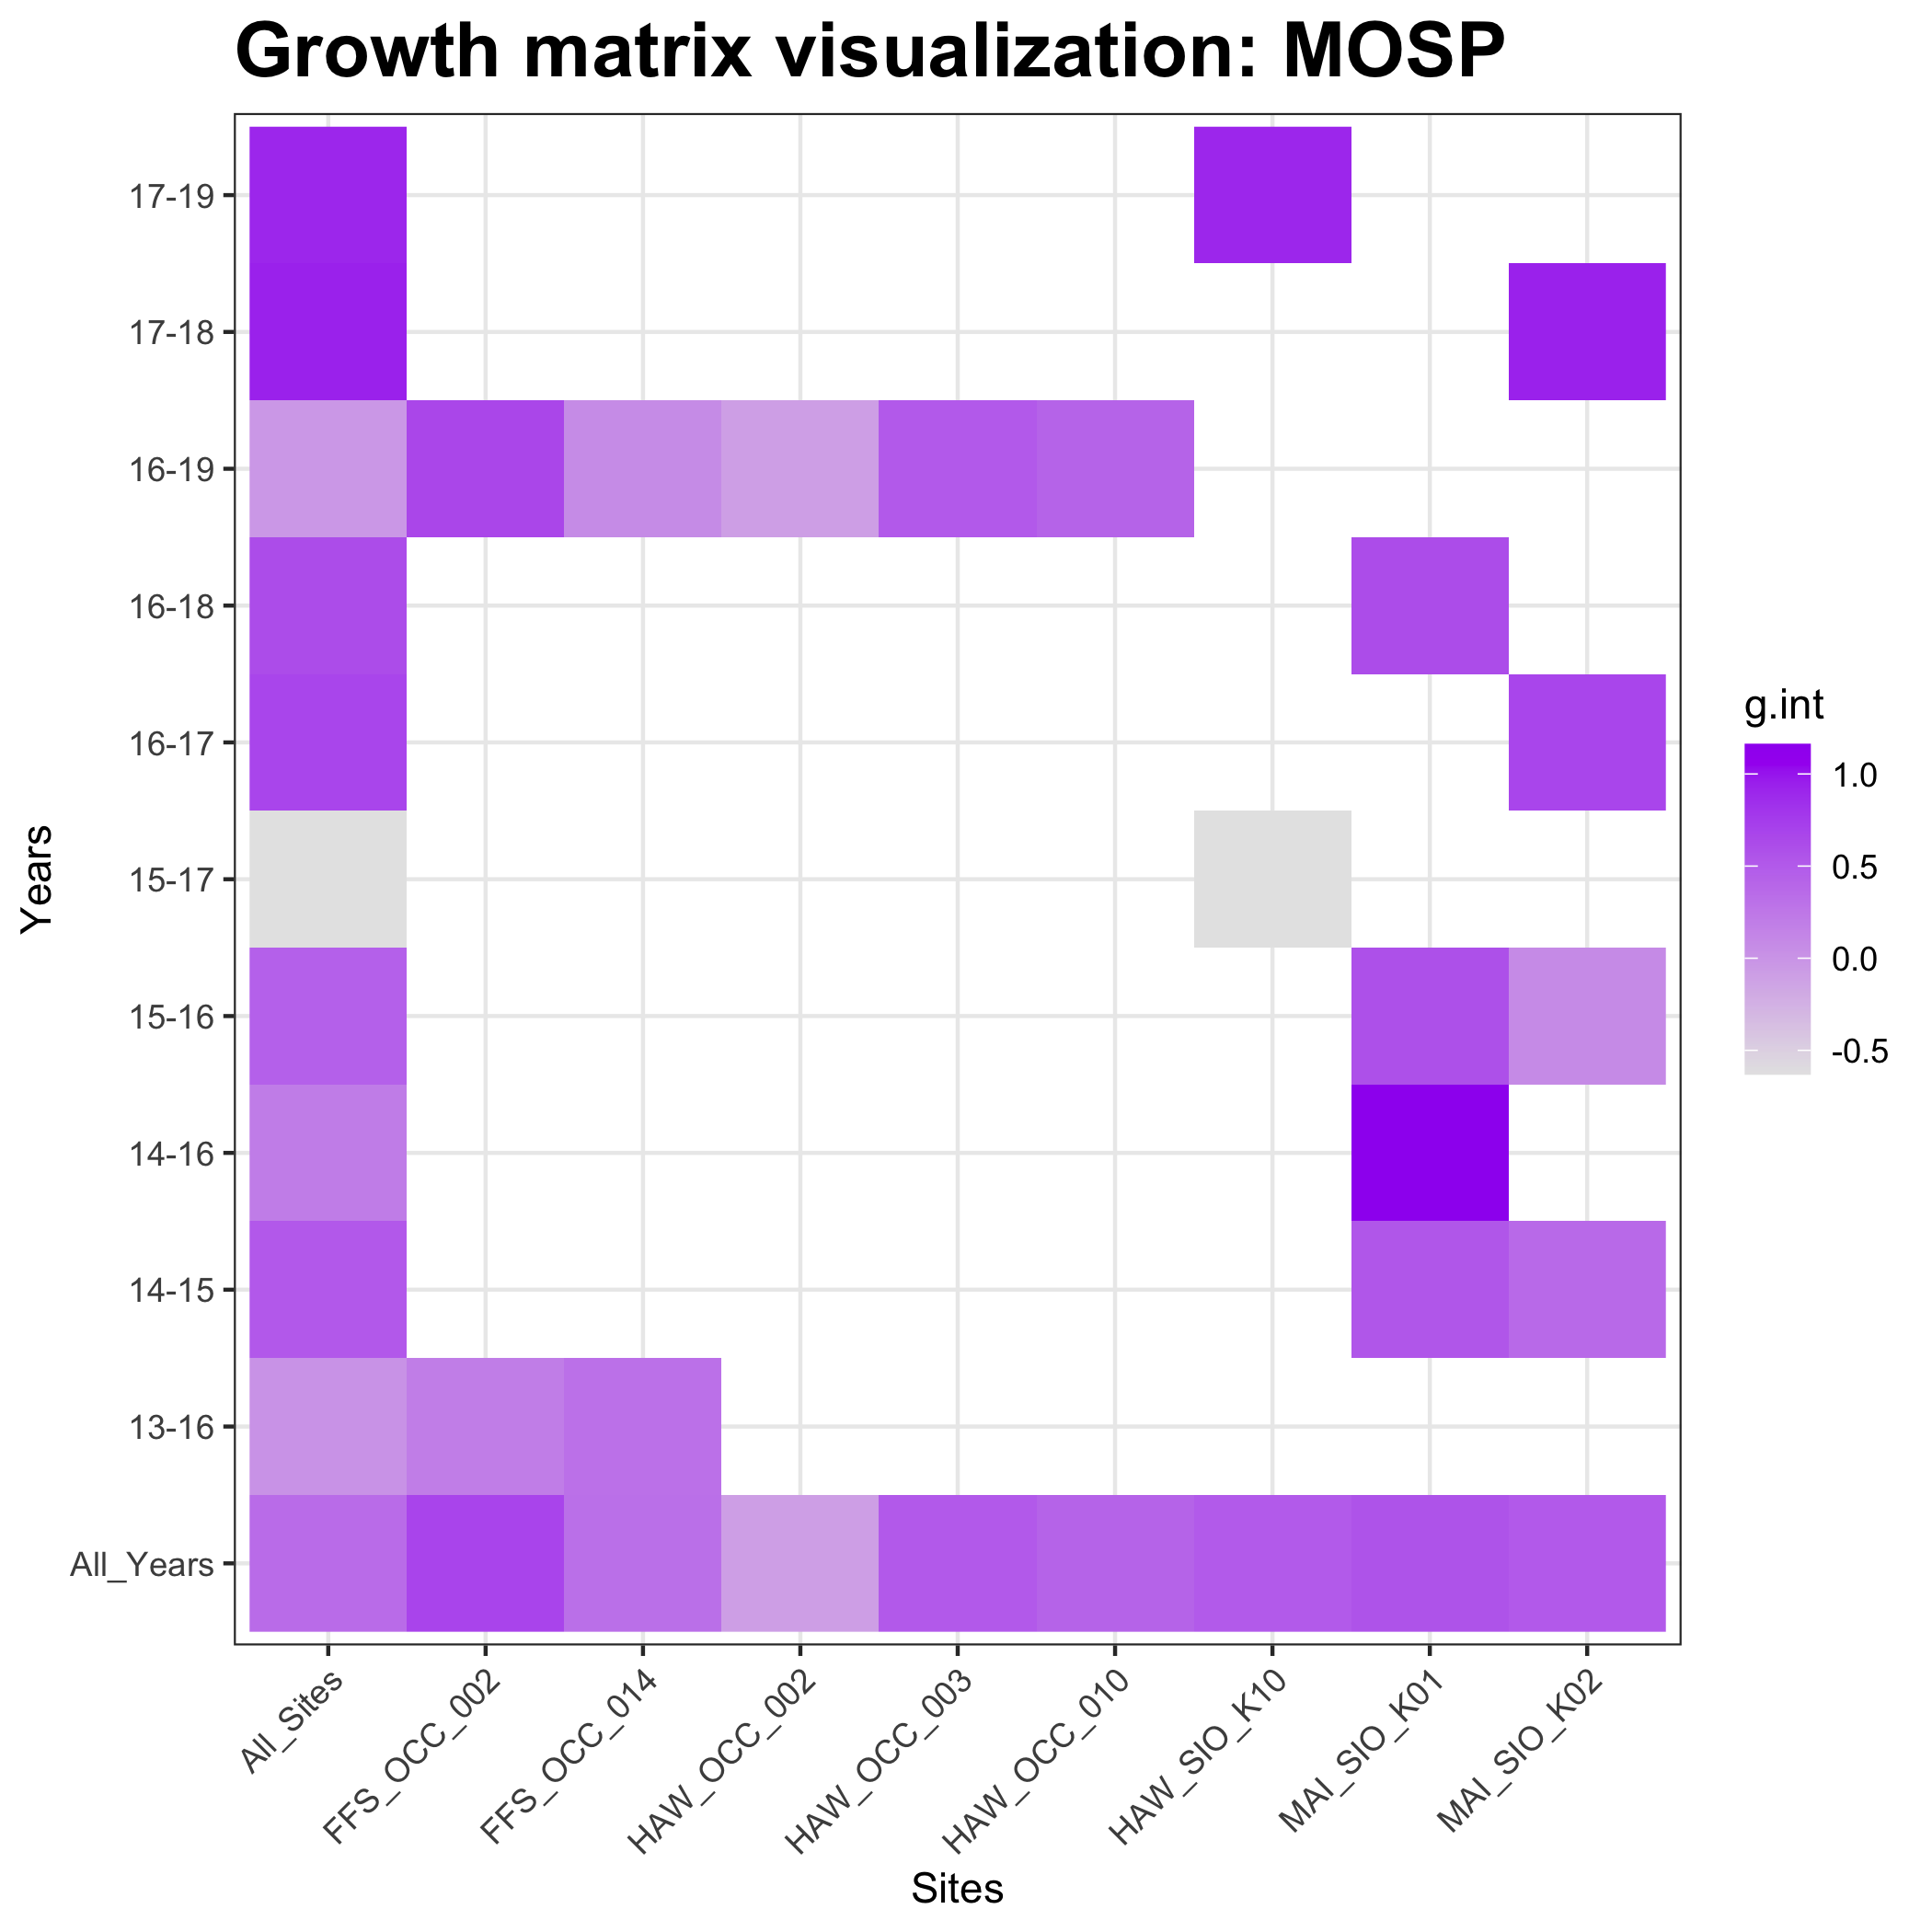 Growth matrix visualization: MOSP
Years
17-19
17-18
16-19
16-18
16-17
15-17
15-16
14-16
14-15
13-16
All_Years
All_Sites
FFS_OCC_002
FFS_OCC_014
HAW_OCC_002
HAW_OCC_003
HAW_OCC_010
HAW_SIO_K10
MAI_SIO_K01
MAI_SIO_K02
Sites
g.int
1.0
0.5
0.0
-0.5